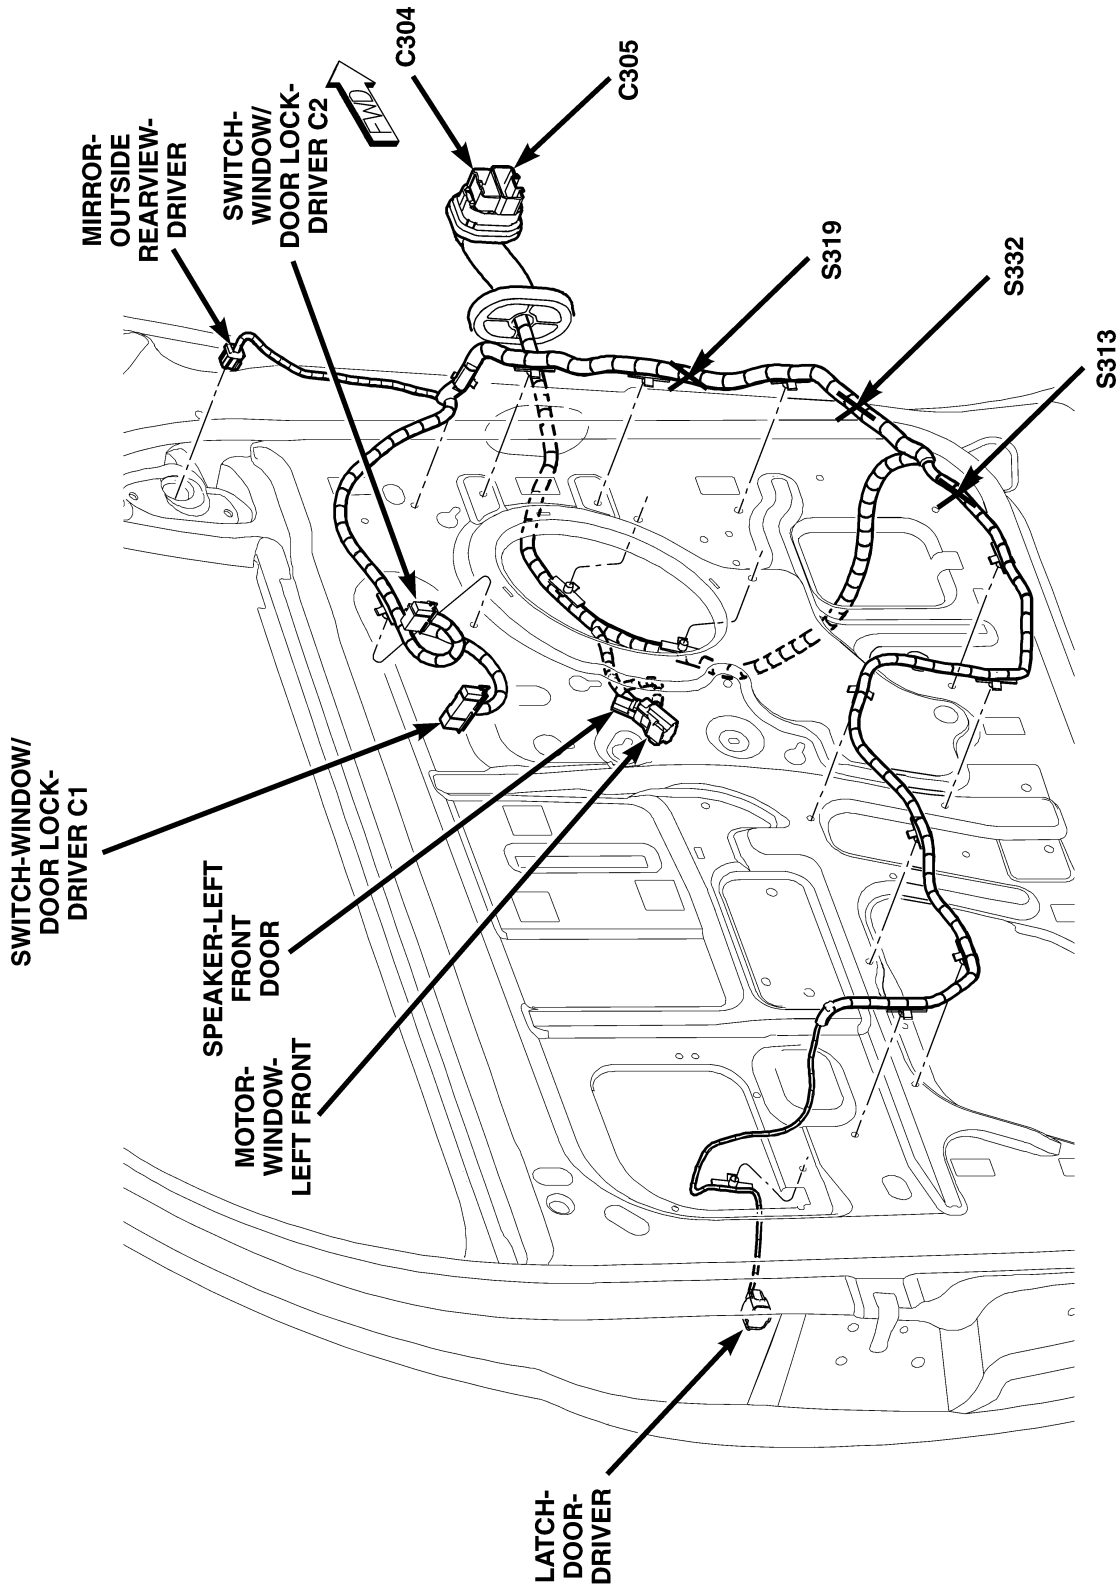 SWITCH-WINDOW/
DOOR LOCK-
DRIVER C1
MIRROR-
OUTSIDE
REARVIEW-
DRIVER
SWITCH-
WINDOW/
DOOR LOCK-
DRIVER C2
FWD
C304
C305
S319
S332
S313
SPEAKER-LEFT
FRONT
DOOR
MOTOR-
WINDOW-
LEFT FRONT
LATCH-
DOOR-
DRIVER